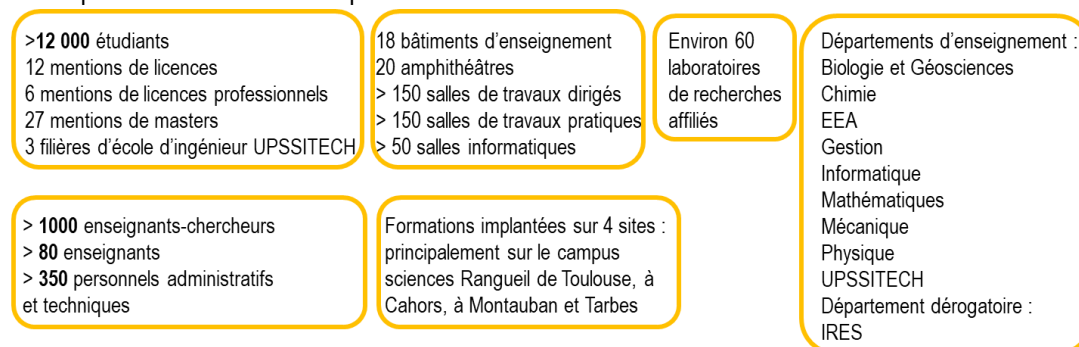 >12 000 étudiants
12 mentions de licences
6 mentions de licences professionnels
27 mentions de masters
3 filières d'école d'ingénieur UPSSITECH
18 bâtiments d'enseignement
20 amphithéâtres
> 150 salles de travaux dirigés
> 150 salles de travaux pratiques
> 50 salles informatiques
Environ 60
laboratoires
de recherches
affiliés
Départements d'enseignement :
Biologie et Géosciences
Chimie
EEA
Gestion
Informatique
Mathématiques
Mécanique
Physique
UPSSITECH
Département dérogatoire :
IRES
> 1000 enseignants-chercheurs
> 80 enseignants
> 350 personnels administratifs
et techniques
Formations implantées sur 4 sites :
principalement sur le campus
sciences Rangueil de Toulouse, à
Cahors, à Montauban et Tarbes